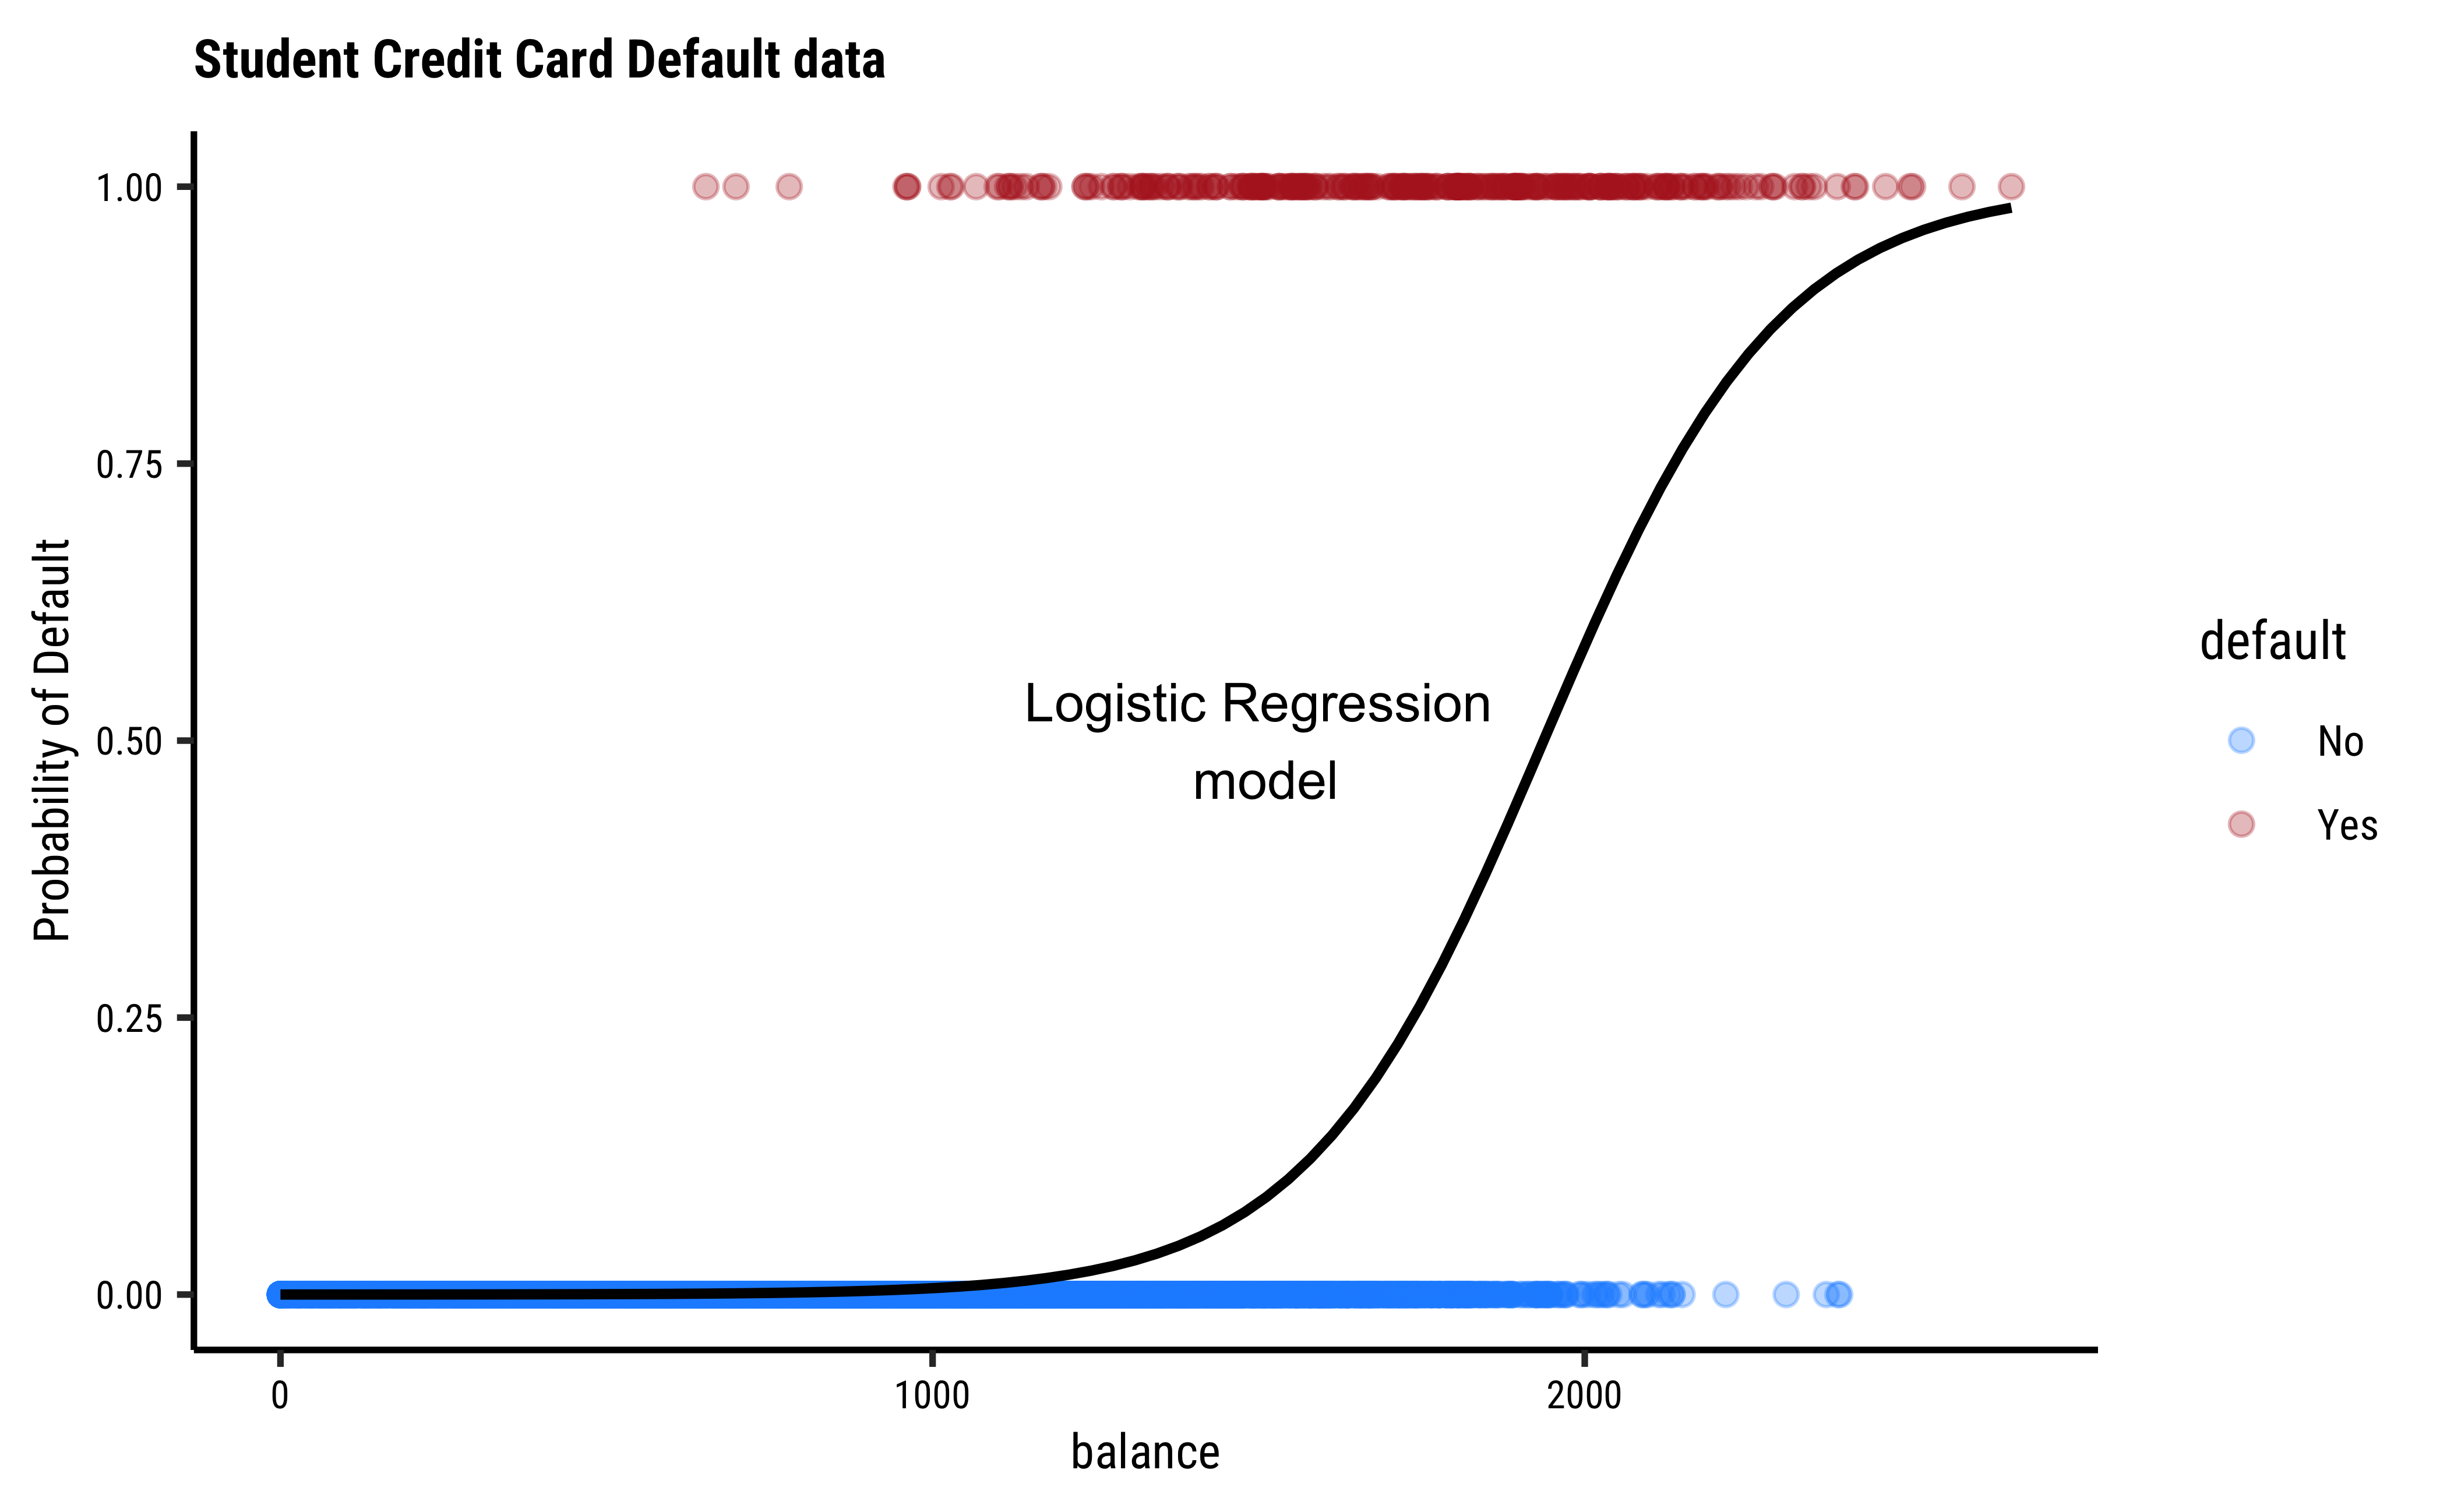 Student Credit Card Default data
1.00
0.75
0.50
0.25
0.00
Probability of Default
Logistic Regression
model
0
1000
2000
balance
default
No
Yes